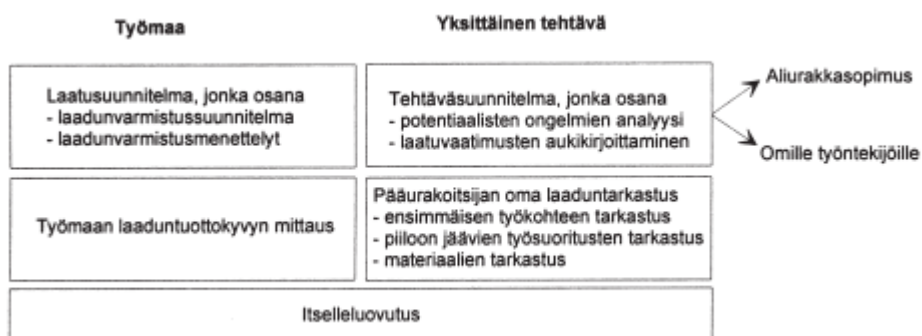 Työmaa
Yksittäinen tehtävä
Laatusuunnitelma, jonka osana
- laadunvarmistussuunnitelma
- laadunvarmistusmenettelyt
Tehtäväsuunnitelma, jonka osana
- potentiaalisten ongelmien analyysi
- laatuvaatimusten aukikirjoittaminen
Aliurakkasopimus
Omille työntekijöille
Työmaan laaduntuottokyvyn mittaus
Pääurakoitsijan oma laaduntarkastus
- ensimmäisen työkohteen tarkastus
- piiloon jäävien työsuoritusten tarkastus
- materiaalien tarkastus
Itselleluovutus